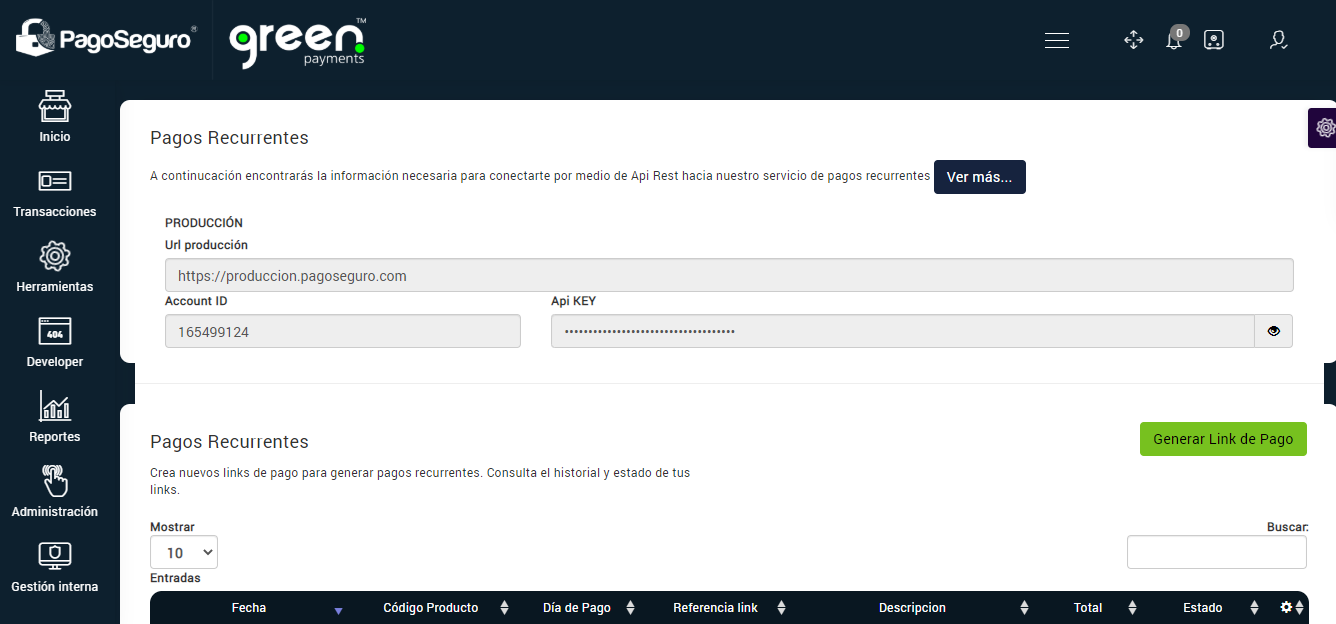 PagoSeguro®
green™
payments
0
Inicio
Transacciones
Herramientas
404
Developer
Reportes
Administración
Gestión interna
Pagos Recurrentes
A continucación encontrarás la información necesaria para conectarte por medio de Api Rest hacia nuestro servicio de pagos recurrentes Ver más...
PRODUCCIÓN
Url producción
https://produccion.pagoseguro.com
Account ID Api KEY
165499124 ••••••••••••••••••••••••••••••••••••
Pagos Recurrentes Generar Link de Pago
Crea nuevos links de pago para generar pagos recurrentes. Consulta el historial y estado de tus
links.
Mostrar Buscar:
10
Entradas
Fecha Código Producto Día de Pago Referencia link Descripcion Total Estado